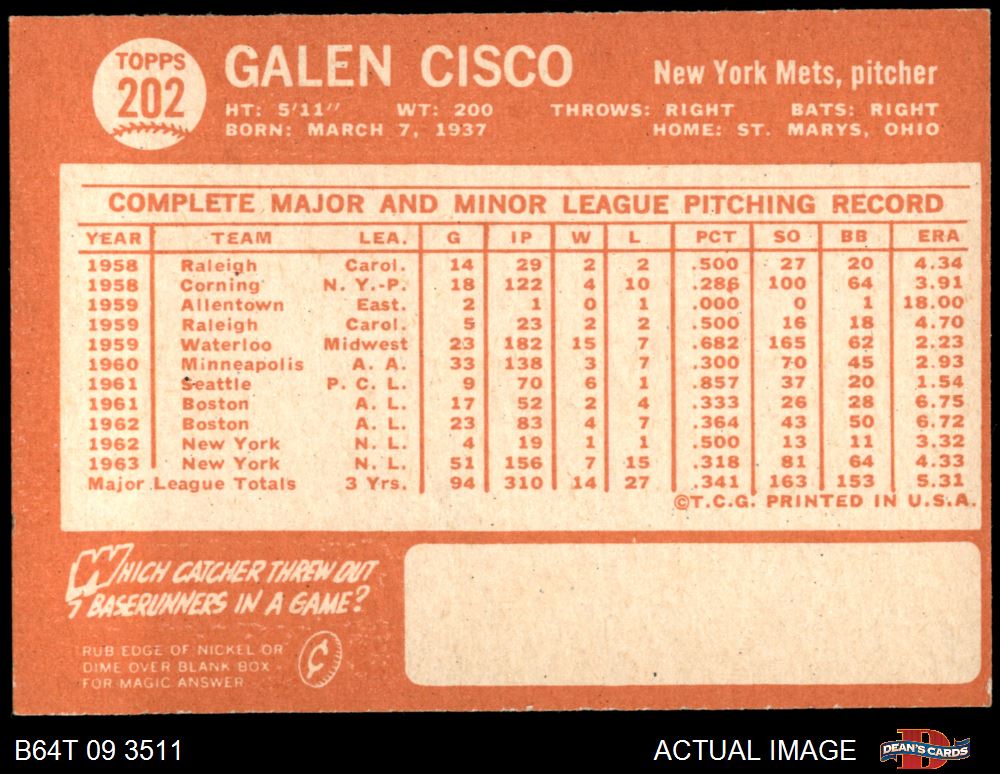 TOPPS
202
GALEN CISCO
New York Mets, pitcher
HT: 5'11" WT: 200 THROWS: RIGHT BATS: RIGHT
BORN: MARCH 7, 1937 HOME: ST. MARYS, OHIO
COMPLETE MAJOR AND MINOR LEAGUE PITCHING RECORD
YEAR TEAM LEA. G IP W L PCT SO BB ERA
1958 Raleigh Carol. 14 29 2 2 .500 27 20 4.34
1958 Corning N. Y.-P. 18 122 4 10 .286 100 64 3.91
1959 Allentown East. 2 1 0 1 .000 0 1 18.00
1959 Raleigh Carol. 5 23 2 2 .500 16 18 4.70
1959 Waterloo Midwest 23 182 15 7 .682 165 62 2.23
1960 Minneapolis A. A. 33 138 3 7 .300 70 45 2.93
1961 Seattle P. C. L. 9 70 6 1 .857 37 20 1.54
1961 Boston A. L. 17 52 2 4 .333 26 28 6.75
1962 Boston A. L. 23 83 4 7 .364 43 50 6.72
1962 New York N. L. 4 19 1 1 .500 13 11 3.32
1963 New York N. L. 51 156 7 15 .318 81 64 4.33
Major League Totals 3 Yrs. 94 310 14 27 .341 163 153 5.31
©T.C.G. PRINTED IN U.S.A.
WHICH CATCHER THREW OUT
7 BASERUNNERS IN A GAME?
RUB EDGE OF NICKEL OR
DIME OVER BLANK BOX
FOR MAGIC ANSWER
¢
B64T 09 3511
ACTUAL IMAGE
DEAN'S CARDS